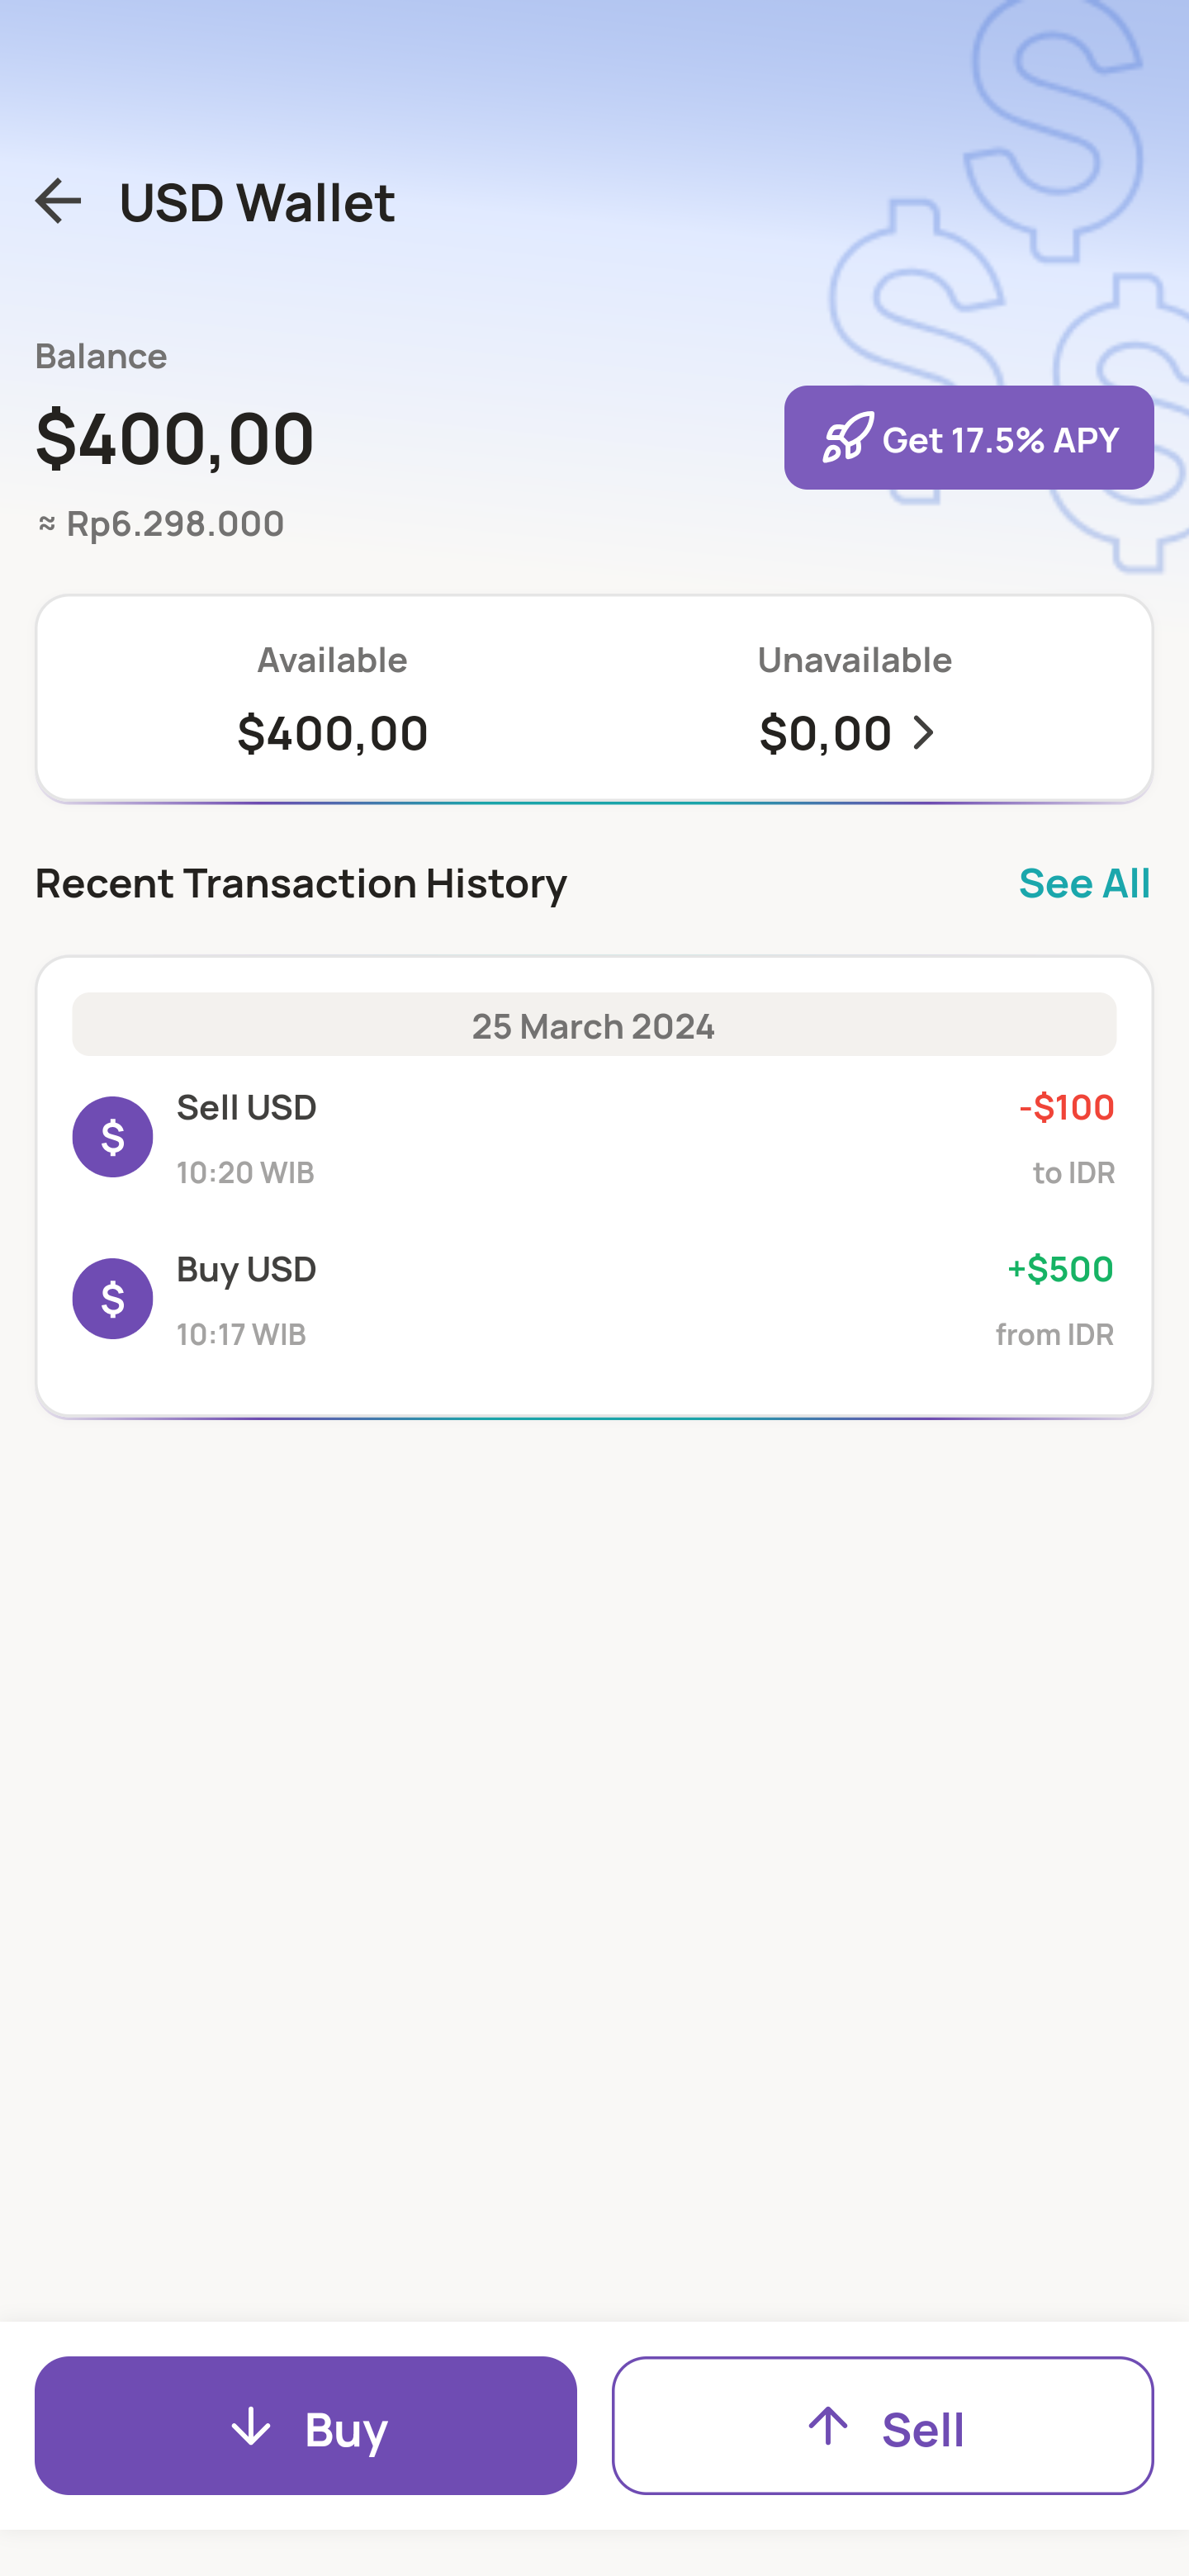 USD Wallet
Balance
$400,00
Get 17.5% APY
≈ Rp6.298.000
Available
Unavailable
$400,00
$0,00
Recent Transaction History
See All
25 March 2024
$
Sell USD
-$100
10:20 WIB
to IDR
$
Buy USD
+$500
10:17 WIB
from IDR
Buy
Sell